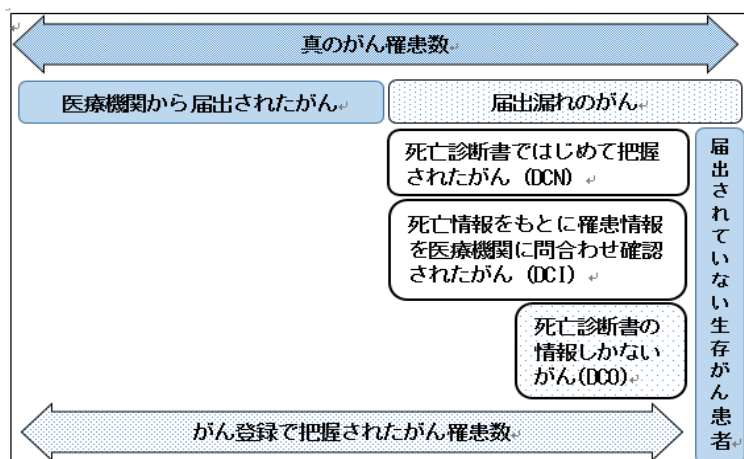 真のがん罹患数
医療機関から届出されたがん
届出漏れのがん
死亡診断書ではじめて把握
されたがん (DCN)
死亡情報をもとに罹患情報
を医療機関に問合わせ確認
されたがん (DCI)
死亡診断書の
情報しかない
がん(DCO)
届出されていない生存がん患者
がん登録で把握されたがん罹患数